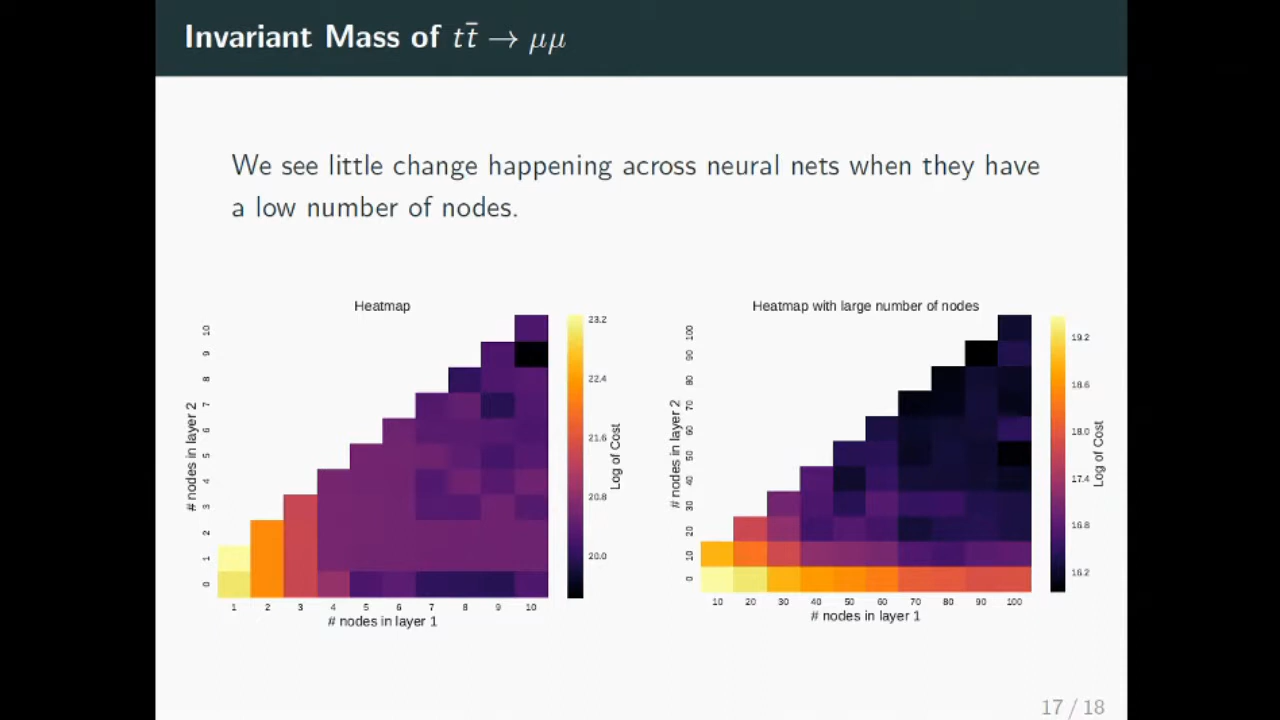 Invariant Mass of tt̄ → μμ
We see little change happening across neural nets when they have
a low number of nodes.
Heatmap
# nodes in layer 2
10
9
8
7
6
5
4
3
2
1
0
1 2 3 4 5 6 7 8 9 10
# nodes in layer 1
23.2
22.4
21.6
20.8
20.0
Log of Cost
Heatmap with large number of nodes
# nodes in layer 2
100
90
80
70
60
50
40
30
20
10
0
10 20 30 40 50 60 70 80 90 100
# nodes in layer 1
19.2
18.6
18.0
17.4
16.8
16.2
Log of Cost
17 / 18